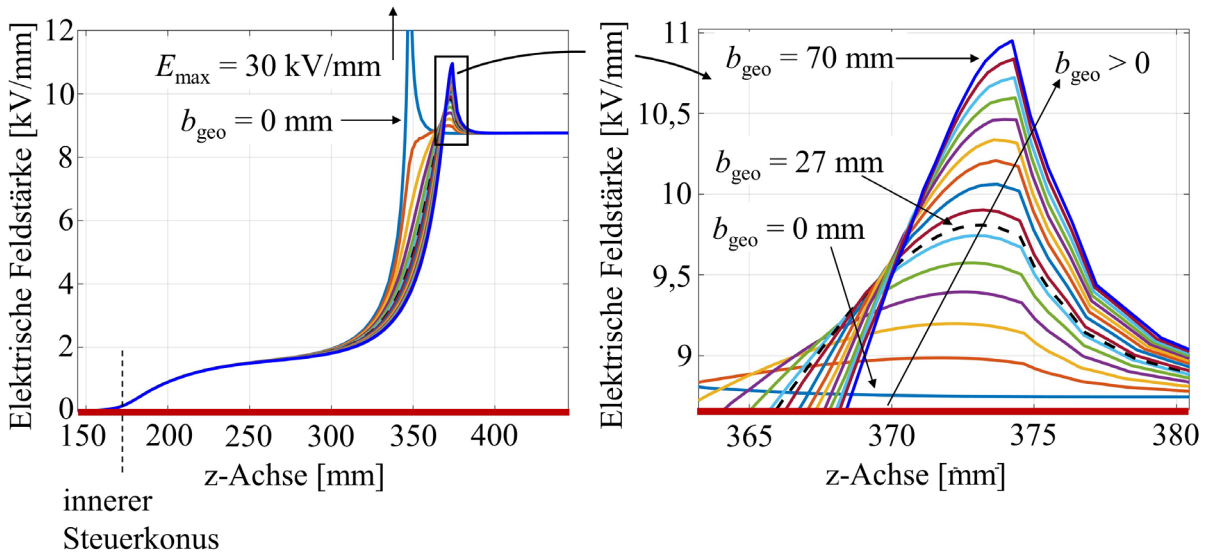 12
10
8
6
4
2
0
Elektrische Feldstärke [kV/mm]
E_max = 30 kV/mm
b_geo = 0 mm
145 200 250 300 350 400
z-Achse [mm]
innerer
Steuerkonus
11
10,5
10
9,5
9
Elektrische Feldstärke [kV/mm]
b_geo = 70 mm
b_geo > 0
b_geo = 27 mm
b_geo = 0 mm
365 370 375 380
z-Achse [mm]